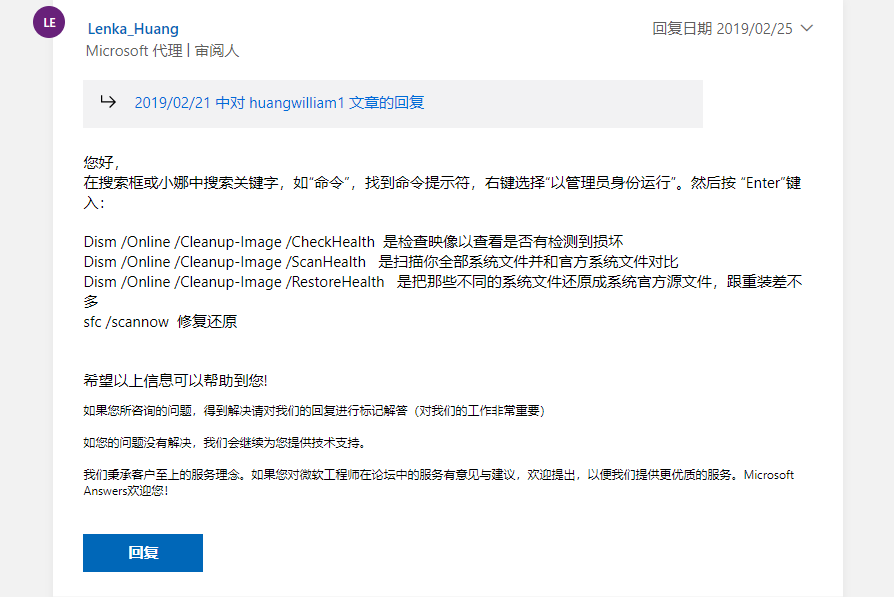 LE
Lenka_Huang
回复日期 2019/02/25
Microsoft 代理 | 审阅人
2019/02/21 中对 huangwilliam1 文章的回复
您好，
在搜索框或小娜中搜索关键字，如“命令”，找到命令提示符，右键选择“以管理员身份运行”。然后按 “Enter”键
入：
Dism /Online /Cleanup-Image /CheckHealth 是检查映像以查看是否有检测到损坏
Dism /Online /Cleanup-Image /ScanHealth 是扫描你全部系统文件并和官方系统文件对比
Dism /Online /Cleanup-Image /RestoreHealth 是把那些不同的系统文件还原成系统官方源文件，跟重装差不
多
sfc /scannow 修复还原
希望以上信息可以帮助到您!
如果您所咨询的问题，得到解决请对我们的回复进行标记解答（对我们的工作非常重要）
如您的问题没有解决，我们会继续为您提供技术支持。
我们秉承客户至上的服务理念。如果您对微软工程师在论坛中的服务有意见与建议，欢迎提出，以便我们提供更优质的服务。Microsoft
Answers欢迎您!
回复